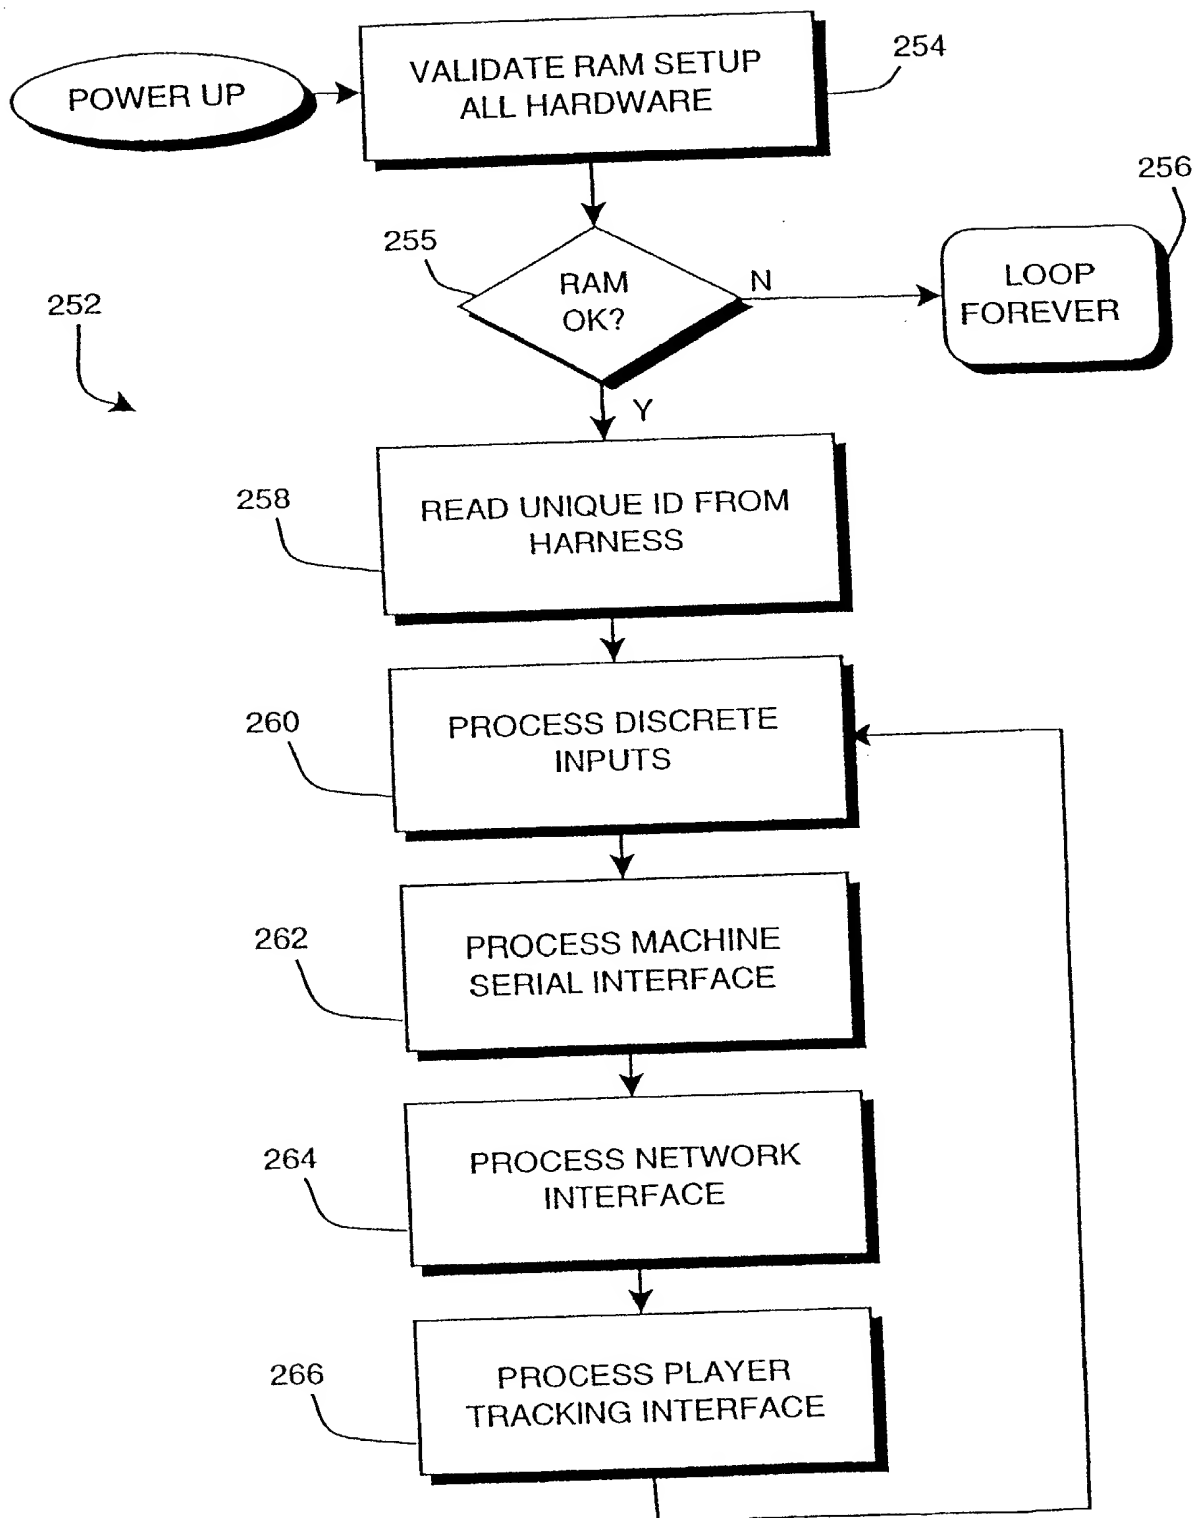 POWER UP
VALIDATE RAM SETUP
ALL HARDWARE
254
256
255
RAM
OK?
N
LOOP
FOREVER
252
Y
258
READ UNIQUE ID FROM
HARNESS
260
PROCESS DISCRETE
INPUTS
262
PROCESS MACHINE
SERIAL INTERFACE
264
PROCESS NETWORK
INTERFACE
266
PROCESS PLAYER
TRACKING INTERFACE